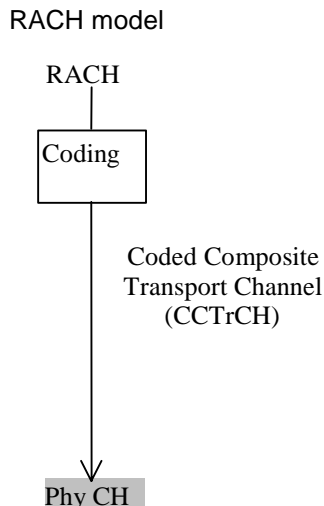 RACH model
RACH
Coding
Coded Composite
Transport Channel
(CCTrCH)
Phy CH